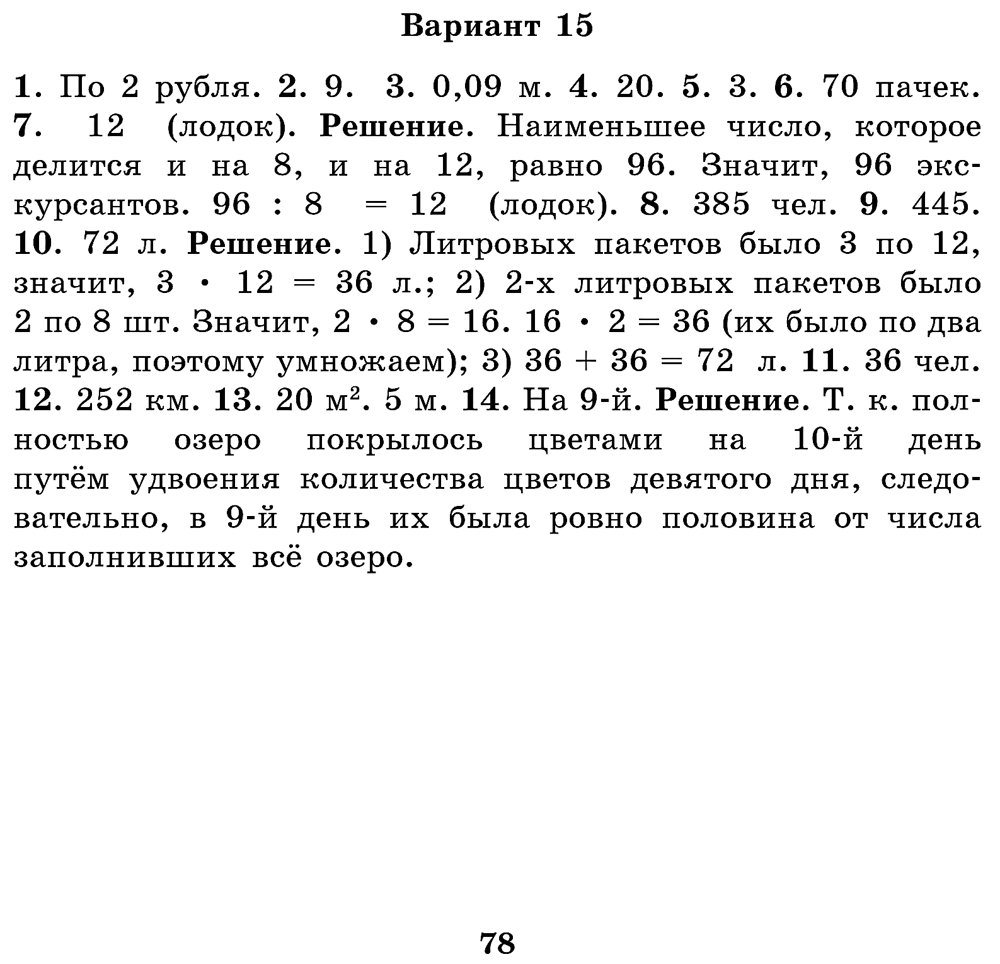 Вариант 15
1. По 2 рубля. 2. 9. 3. 0,09 м. 4. 20. 5. 3. 6. 70 пачек.
7. 12 (лодок). Решение. Наименьшее число, которое
делится и на 8, и на 12, равно 96. Значит, 96 экс-
курсантов. 96 : 8 = 12 (лодок). 8. 385 чел. 9. 445.
10. 72 л. Решение. 1) Литровых пакетов было 3 по 12,
значит, 3 · 12 = 36 л.; 2) 2-х литровых пакетов было
2 по 8 шт. Значит, 2 · 8 = 16. 16 · 2 = 36 (их было по два
литра, поэтому умножаем); 3) 36 + 36 = 72 л. 11. 36 чел.
12. 252 км. 13. 20 м². 5 м. 14. На 9-й. Решение. Т. к. пол-
ностью озеро покрылось цветами на 10-й день
путём удвоения количества цветов девятого дня, следо-
вательно, в 9-й день их была ровно половина от числа
заполнивших всё озеро.
78